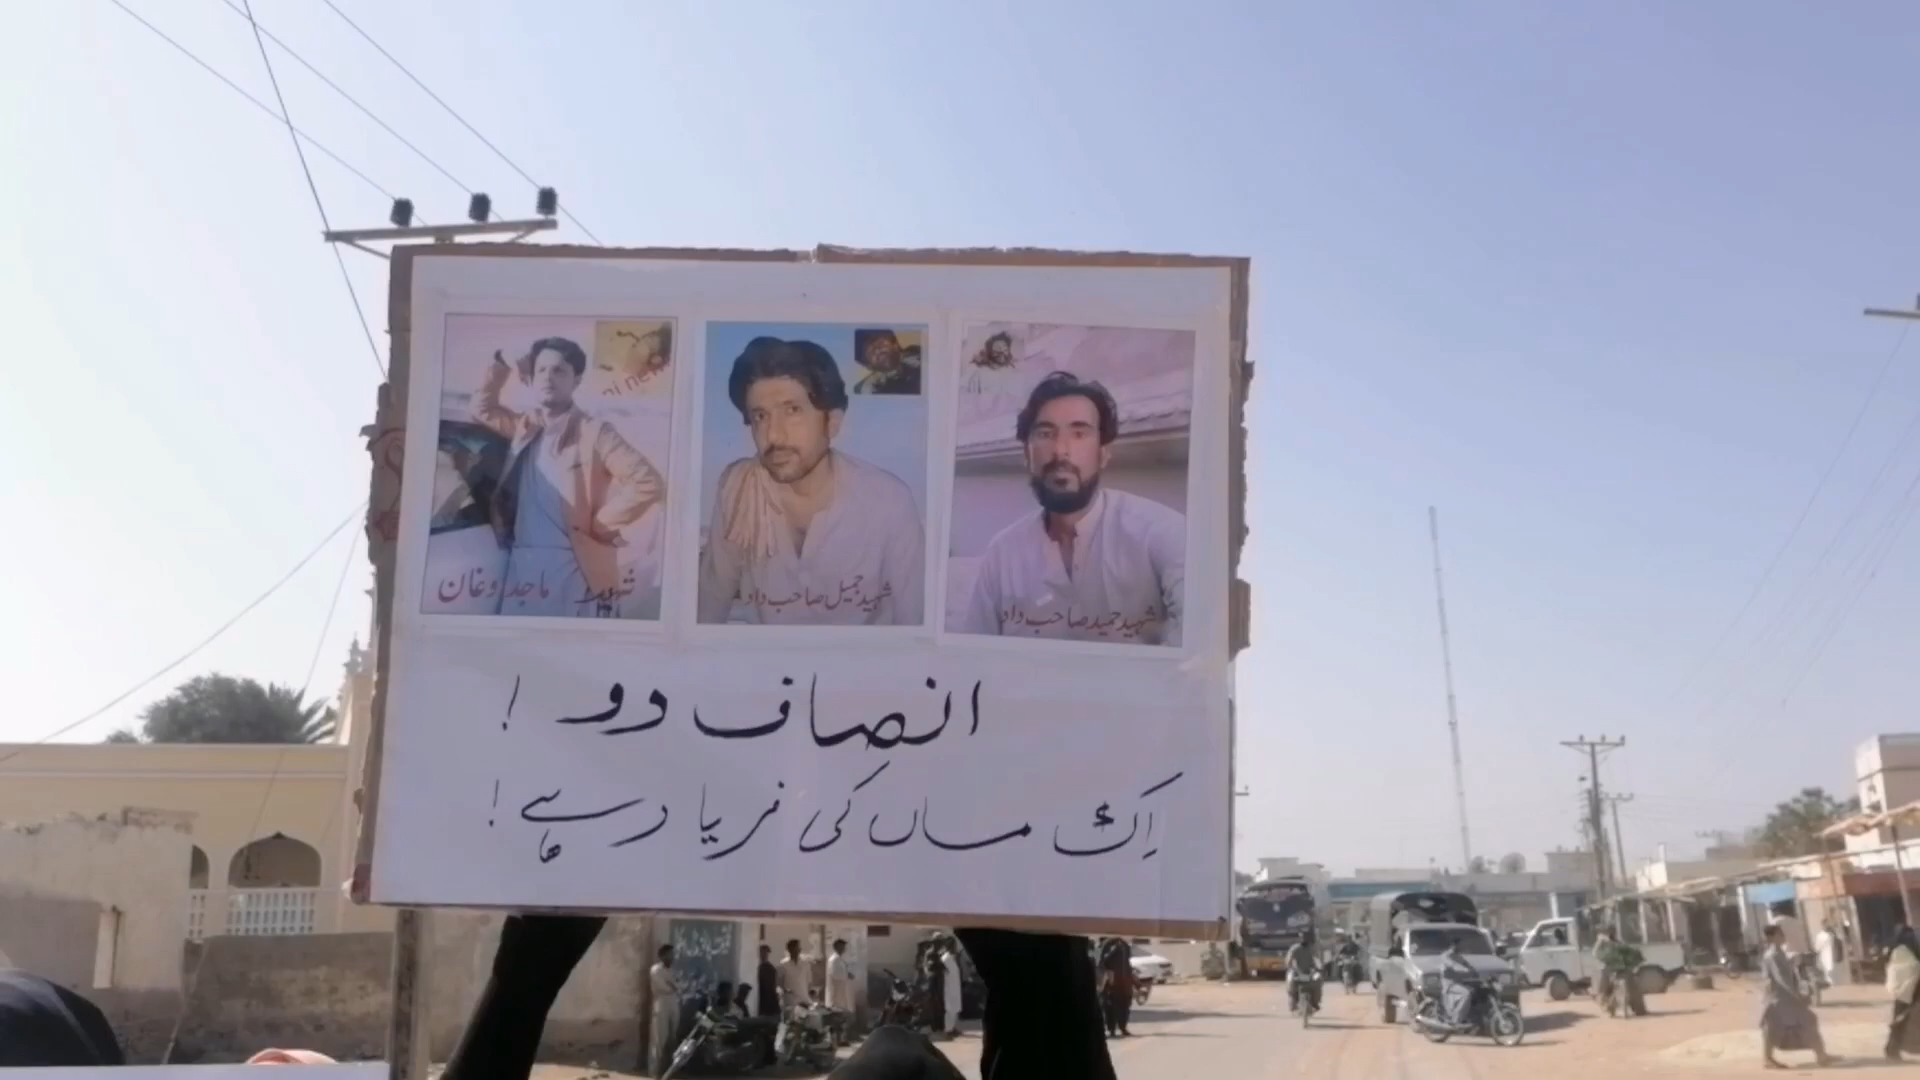 شہید ماجد وغان
شہید جمیل صاحب داد
شہید حمید صاحب داد
انصاف دو !
اِک ماں کی فریاد ہے !